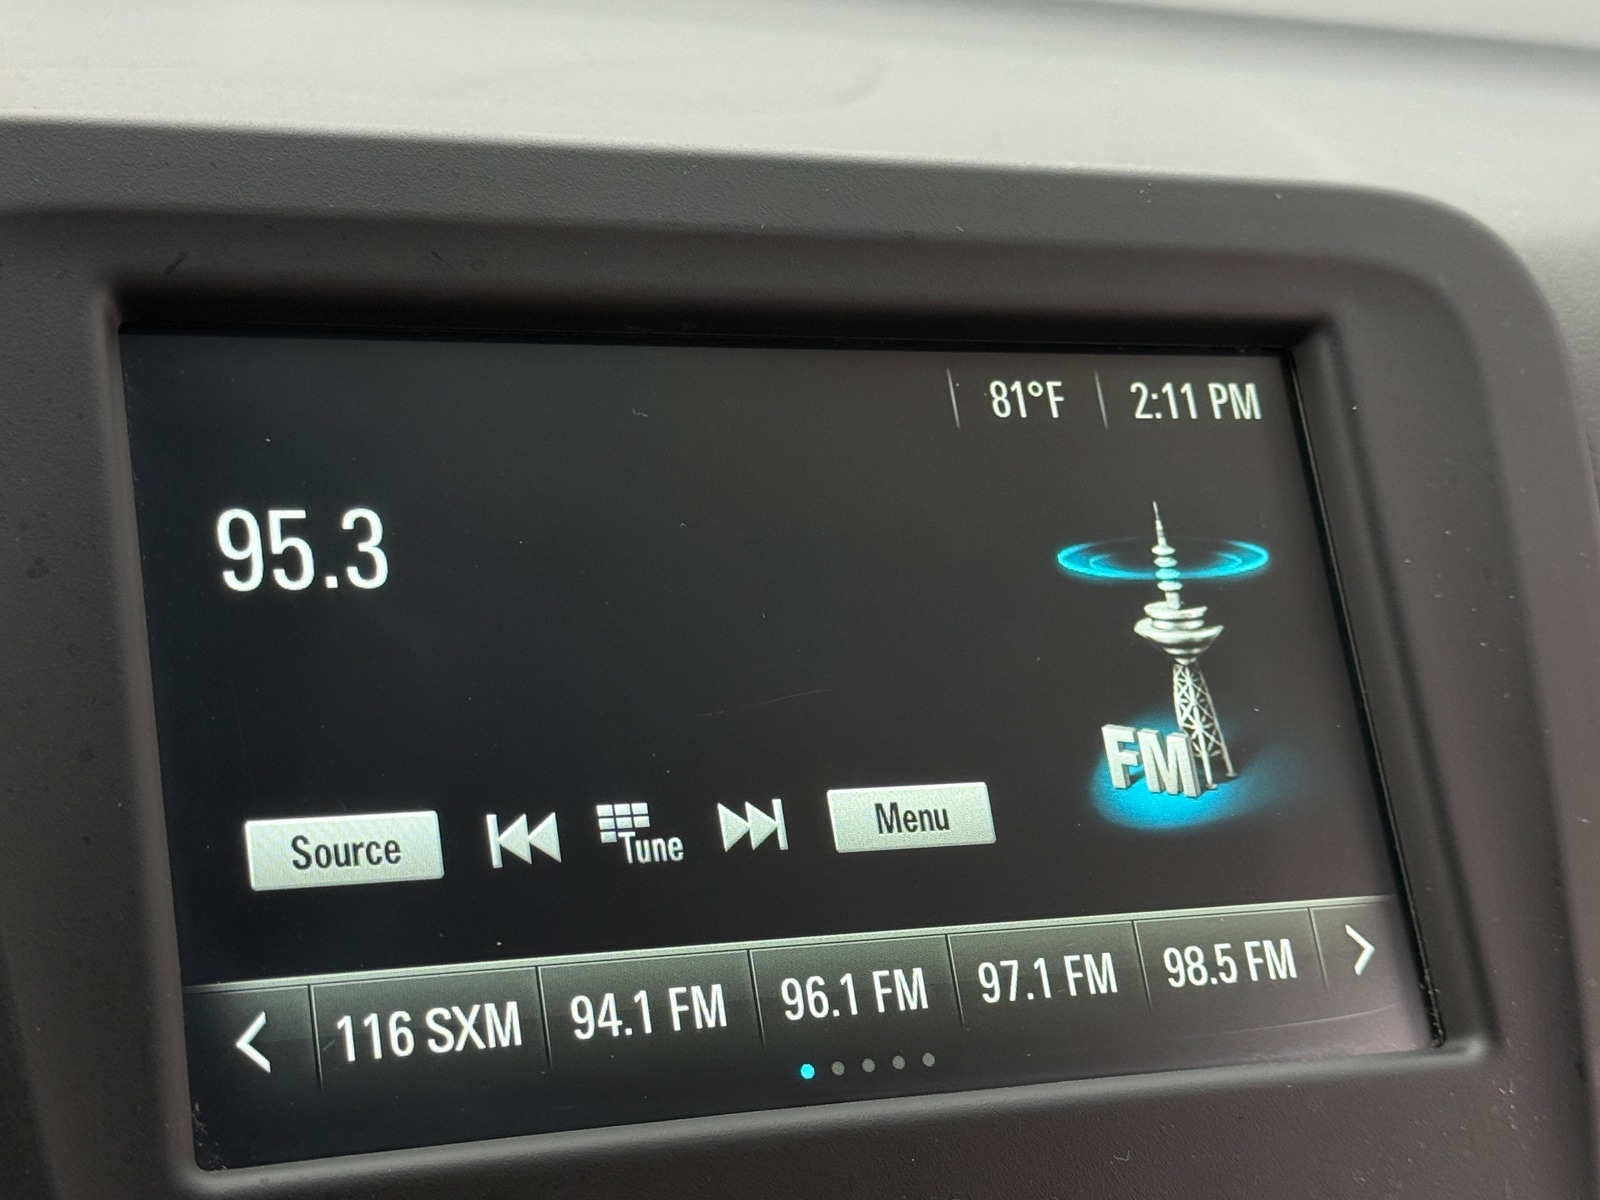 81°F 2:11 PM
95.3
FM
Source Tune Menu
116 SXM 94.1 FM 96.1 FM 97.1 FM 98.5 FM